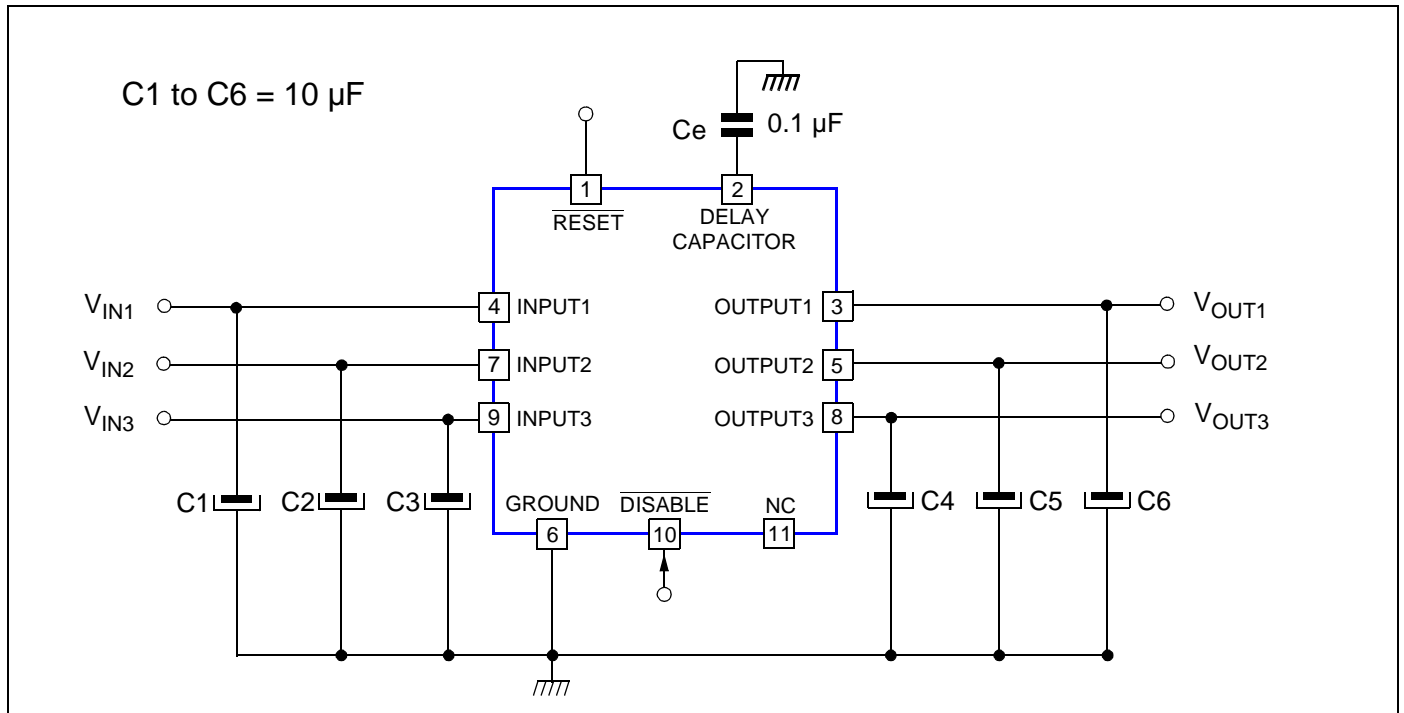 C1 to C6 = 10 µF
Ce 0.1 µF
1 2
RESET DELAY
CAPACITOR
VIN1 4 INPUT1 OUTPUT1 3 VOUT1
VIN2 7 INPUT2 OUTPUT2 5 VOUT2
VIN3 9 INPUT3 OUTPUT3 8 VOUT3
C1 C2 C3 GROUND DISABLE NC C4 C5 C6
6 10 11